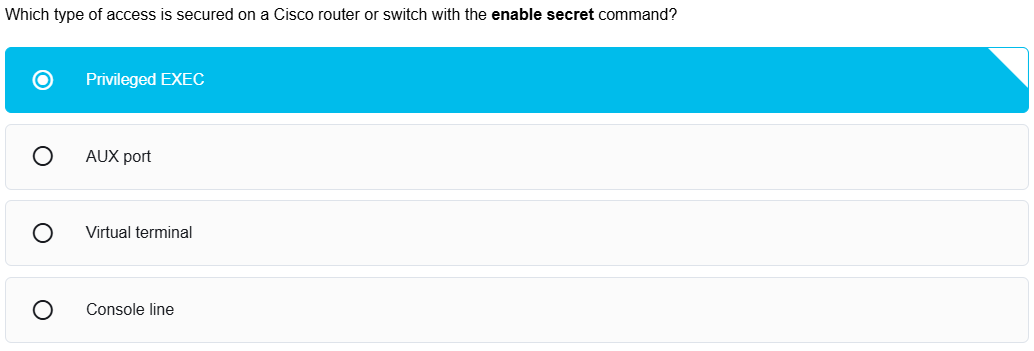 Which type of access is secured on a Cisco router or switch with the enable secret command?
Privileged EXEC
AUX port
Virtual terminal
Console line